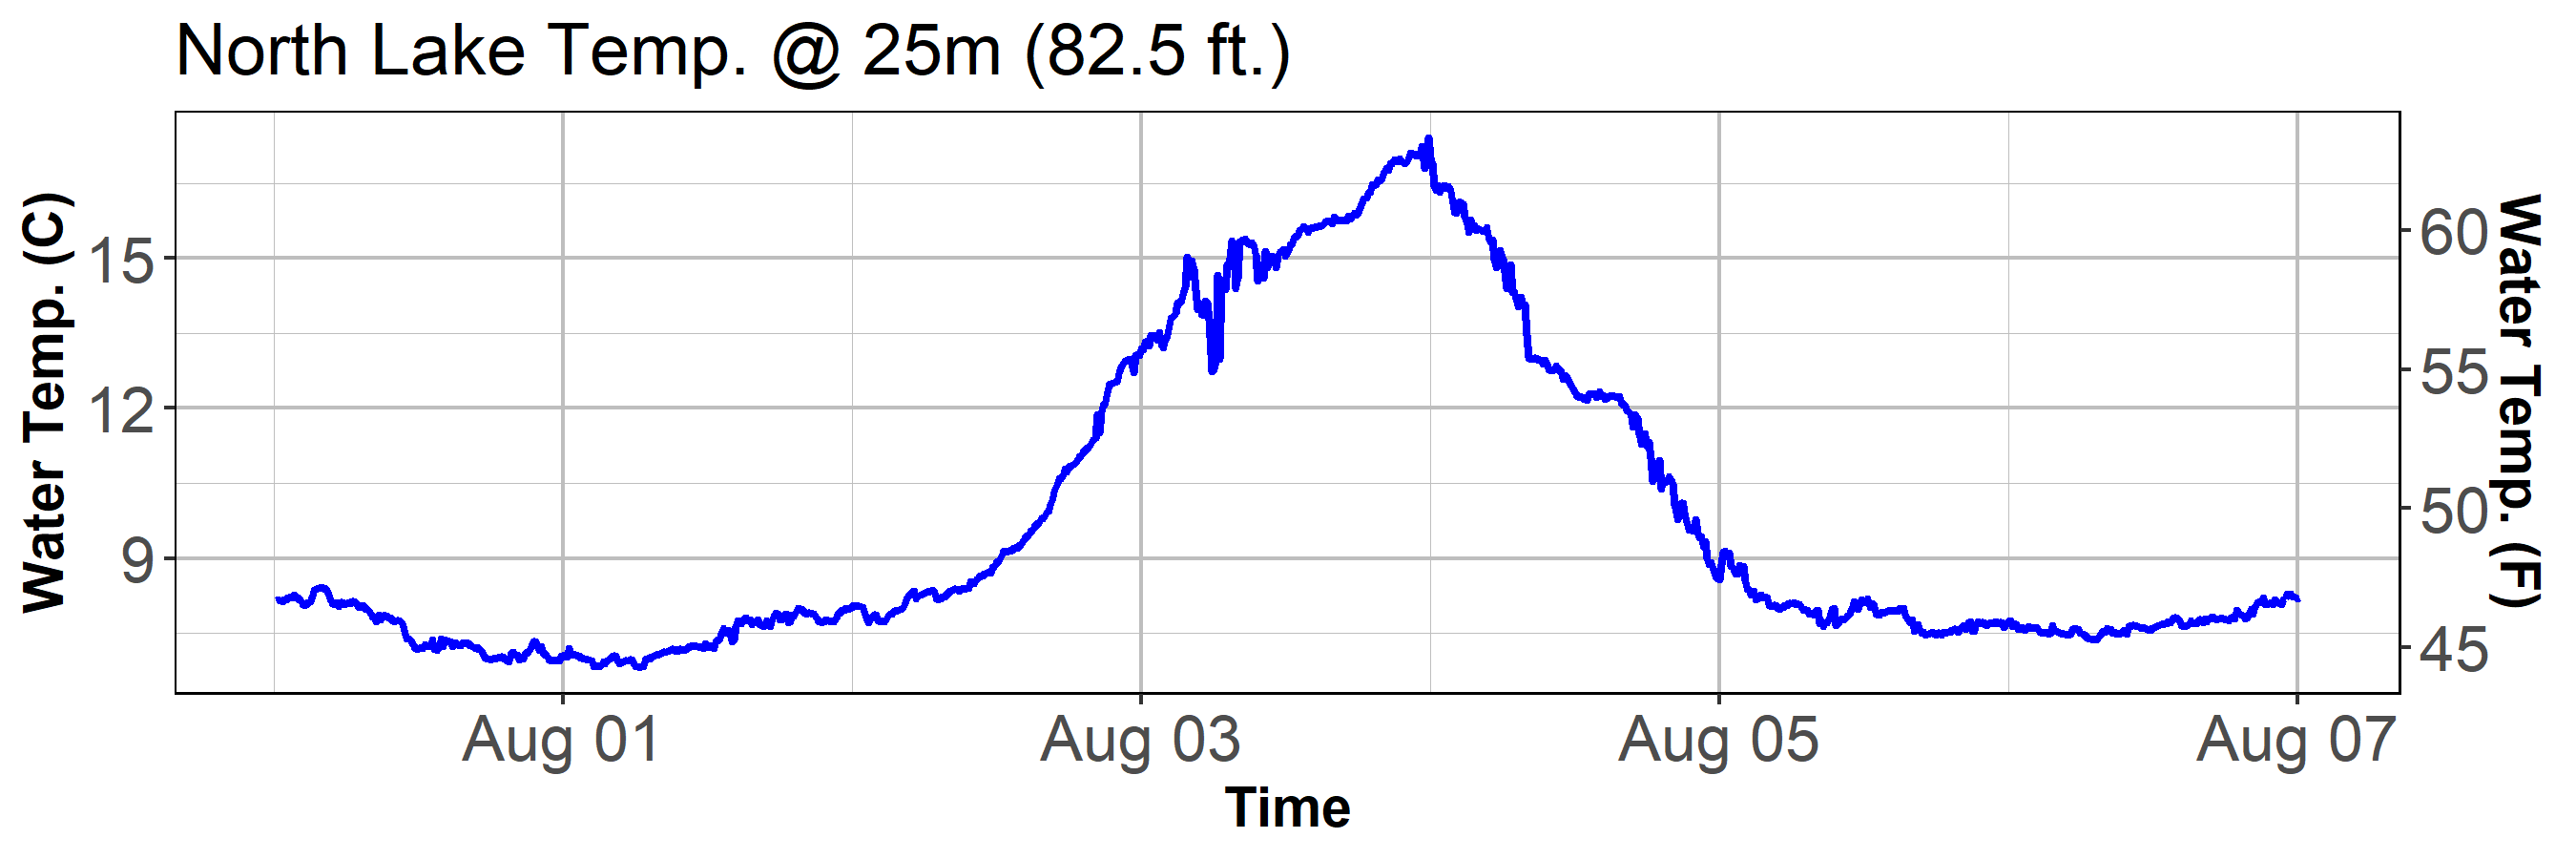 North Lake Temp. @ 25m (82.5 ft.)
Water Temp. (C)
15
12
9
60
55
50
45
Water Temp. (F)
Aug 01 Aug 03 Aug 05 Aug 07
Time